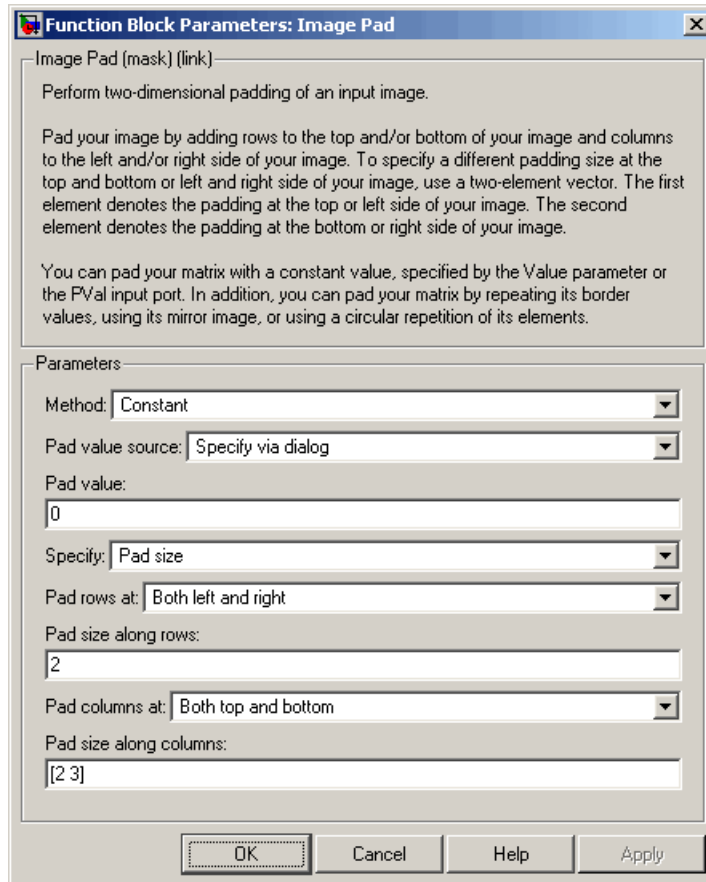 Function Block Parameters: Image Pad
Image Pad (mask) (link)
Perform two-dimensional padding of an input image.
Pad your image by adding rows to the top and/or bottom of your image and columns
to the left and/or right side of your image. To specify a different padding size at the
top and bottom or left and right side of your image, use a two-element vector. The first
element denotes the padding at the top or left side of your image. The second
element denotes the padding at the bottom or right side of your image.
You can pad your matrix with a constant value, specified by the Value parameter or
the PVal input port. In addition, you can pad your matrix by repeating its border
values, using its mirror image, or using a circular repetition of its elements.
Parameters
Method: Constant
Pad value source: Specify via dialog
Pad value:
0
Specify: Pad size
Pad rows at: Both left and right
Pad size along rows:
2
Pad columns at: Both top and bottom
Pad size along columns:
[2 3]
OK Cancel Help Apply